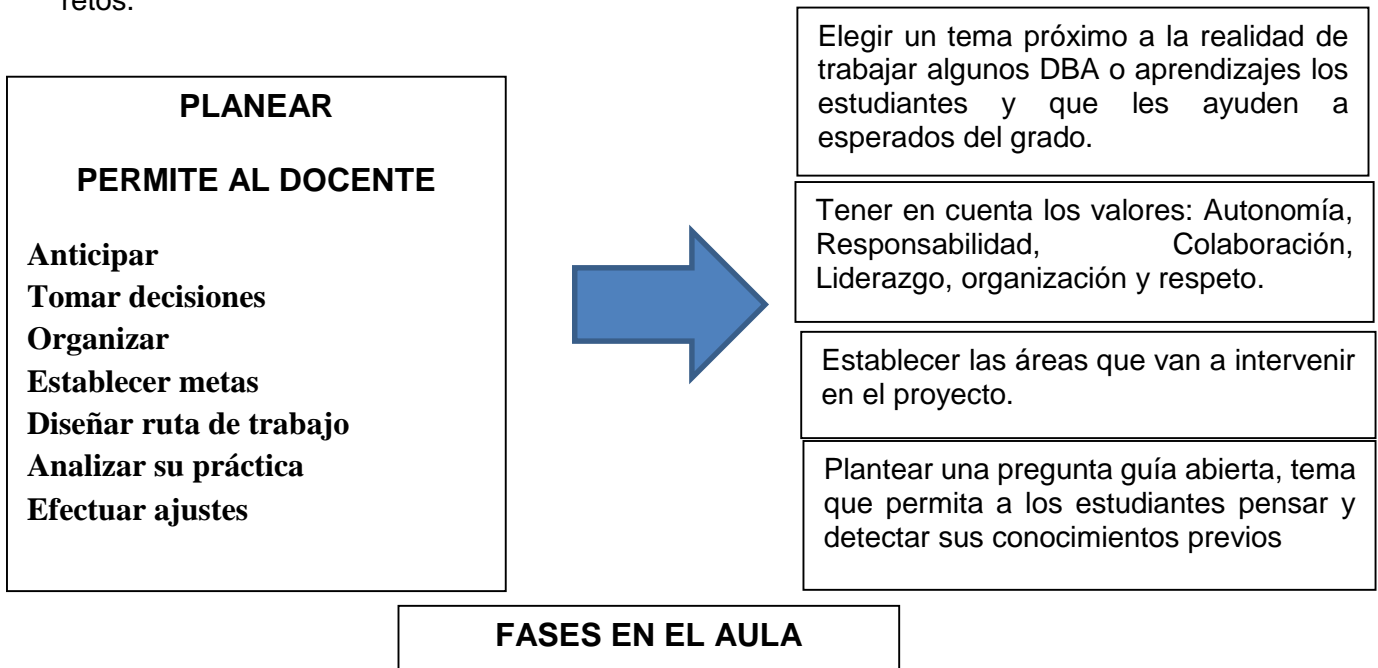 retos.
PLANEAR
PERMITE AL DOCENTE
Anticipar
Tomar decisiones
Organizar
Establecer metas
Diseñar ruta de trabajo
Analizar su práctica
Efectuar ajustes
Elegir un tema próximo a la realidad de
trabajar algunos DBA o aprendizajes los
estudiantes y que les ayuden a
esperados del grado.
Tener en cuenta los valores: Autonomía,
Responsabilidad, Colaboración,
Liderazgo, organización y respeto.
Establecer las áreas que van a intervenir
en el proyecto.
Plantear una pregunta guía abierta, tema
que permita a los estudiantes pensar y
detectar sus conocimientos previos
FASES EN EL AULA